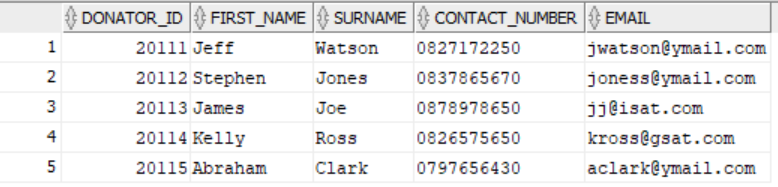 DONATOR_ID FIRST_NAME SURNAME CONTACT_NUMBER EMAIL
1 20111 Jeff Watson 0827172250 jwatson@ymail.com
2 20112 Stephen Jones 0837865670 joness@ymail.com
3 20113 James Joe 0878978650 jj@isat.com
4 20114 Kelly Ross 0826575650 kross@gsat.com
5 20115 Abraham Clark 0797656430 aclark@ymail.com